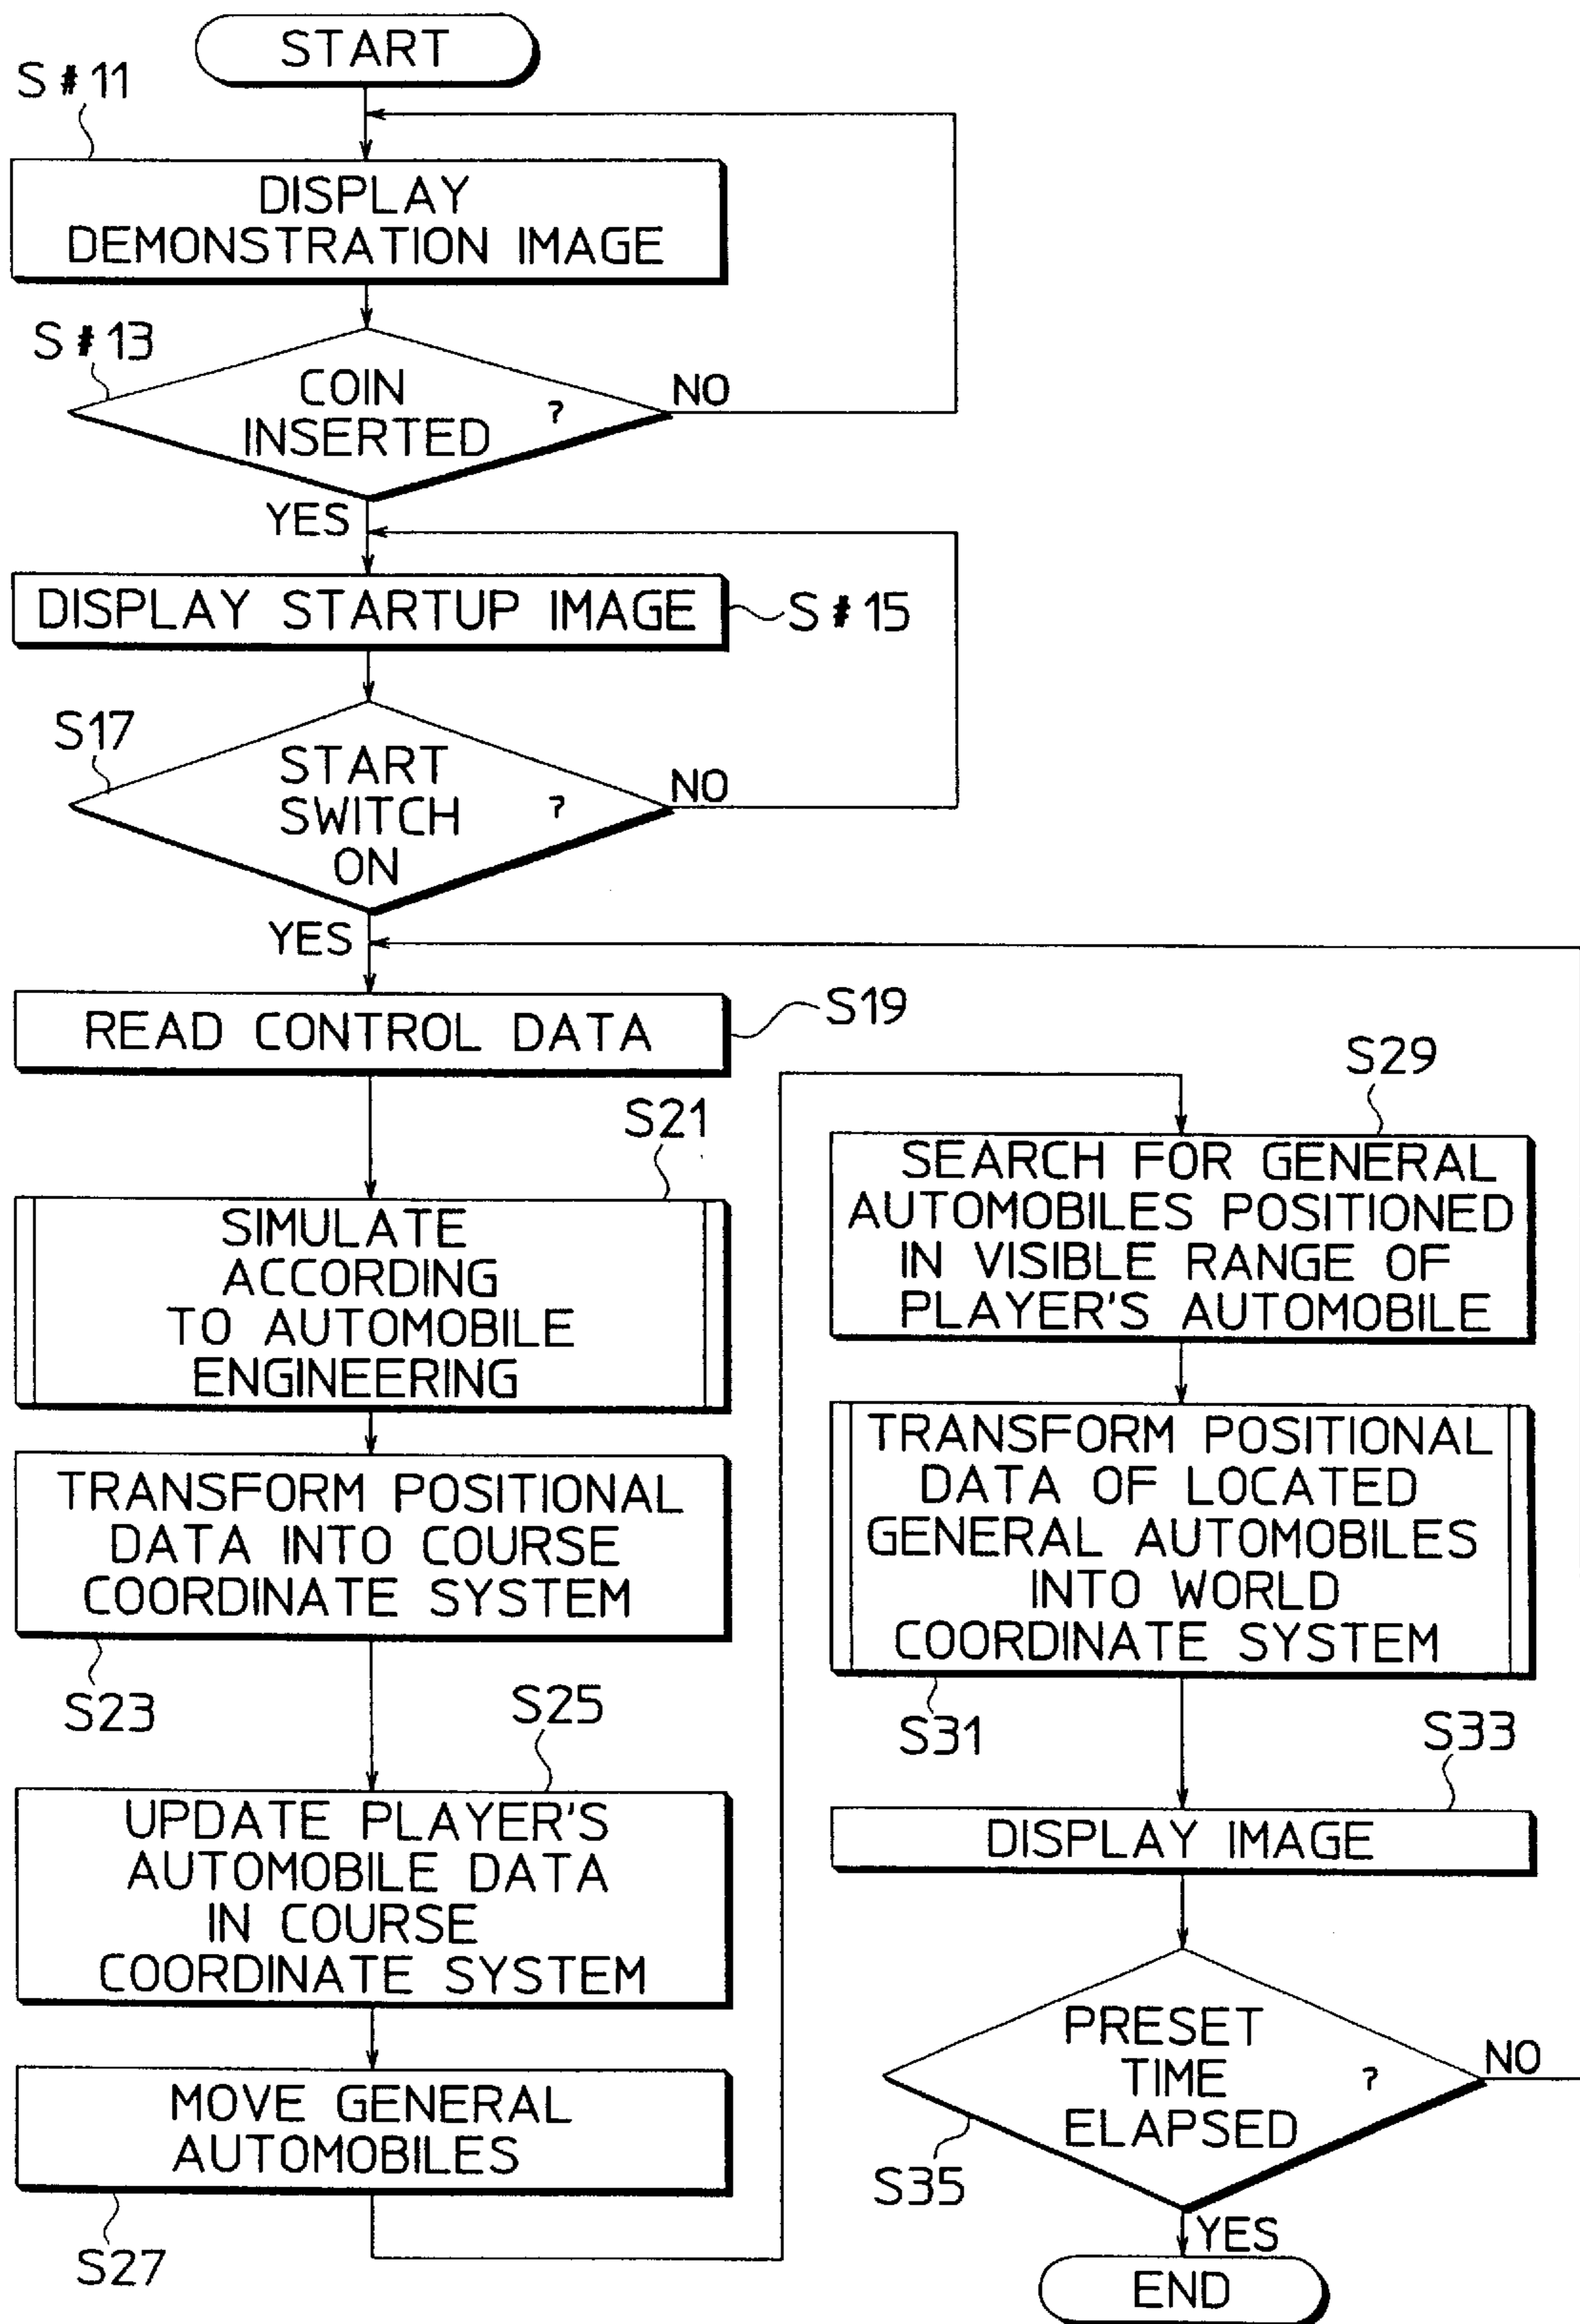 START
S#11
DISPLAY
DEMONSTRATION IMAGE
S#13
COIN
INSERTED
?
NO
YES
DISPLAY STARTUP IMAGE
S#15
S17
START
SWITCH
ON
?
NO
YES
READ CONTROL DATA
S19
S21
SIMULATE
ACCORDING
TO AUTOMOBILE
ENGINEERING
TRANSFORM POSITIONAL
DATA INTO COURSE
COORDINATE SYSTEM
S23
S25
UPDATE PLAYER'S
AUTOMOBILE DATA
IN COURSE
COORDINATE SYSTEM
MOVE GENERAL
AUTOMOBILES
S27
S29
SEARCH FOR GENERAL
AUTOMOBILES POSITIONED
IN VISIBLE RANGE OF
PLAYER'S AUTOMOBILE
TRANSFORM POSITIONAL
DATA OF LOCATED
GENERAL AUTOMOBILES
INTO WORLD
COORDINATE SYSTEM
S31
S33
DISPLAY IMAGE
PRESET
TIME
ELAPSED
?
NO
S35
YES
END